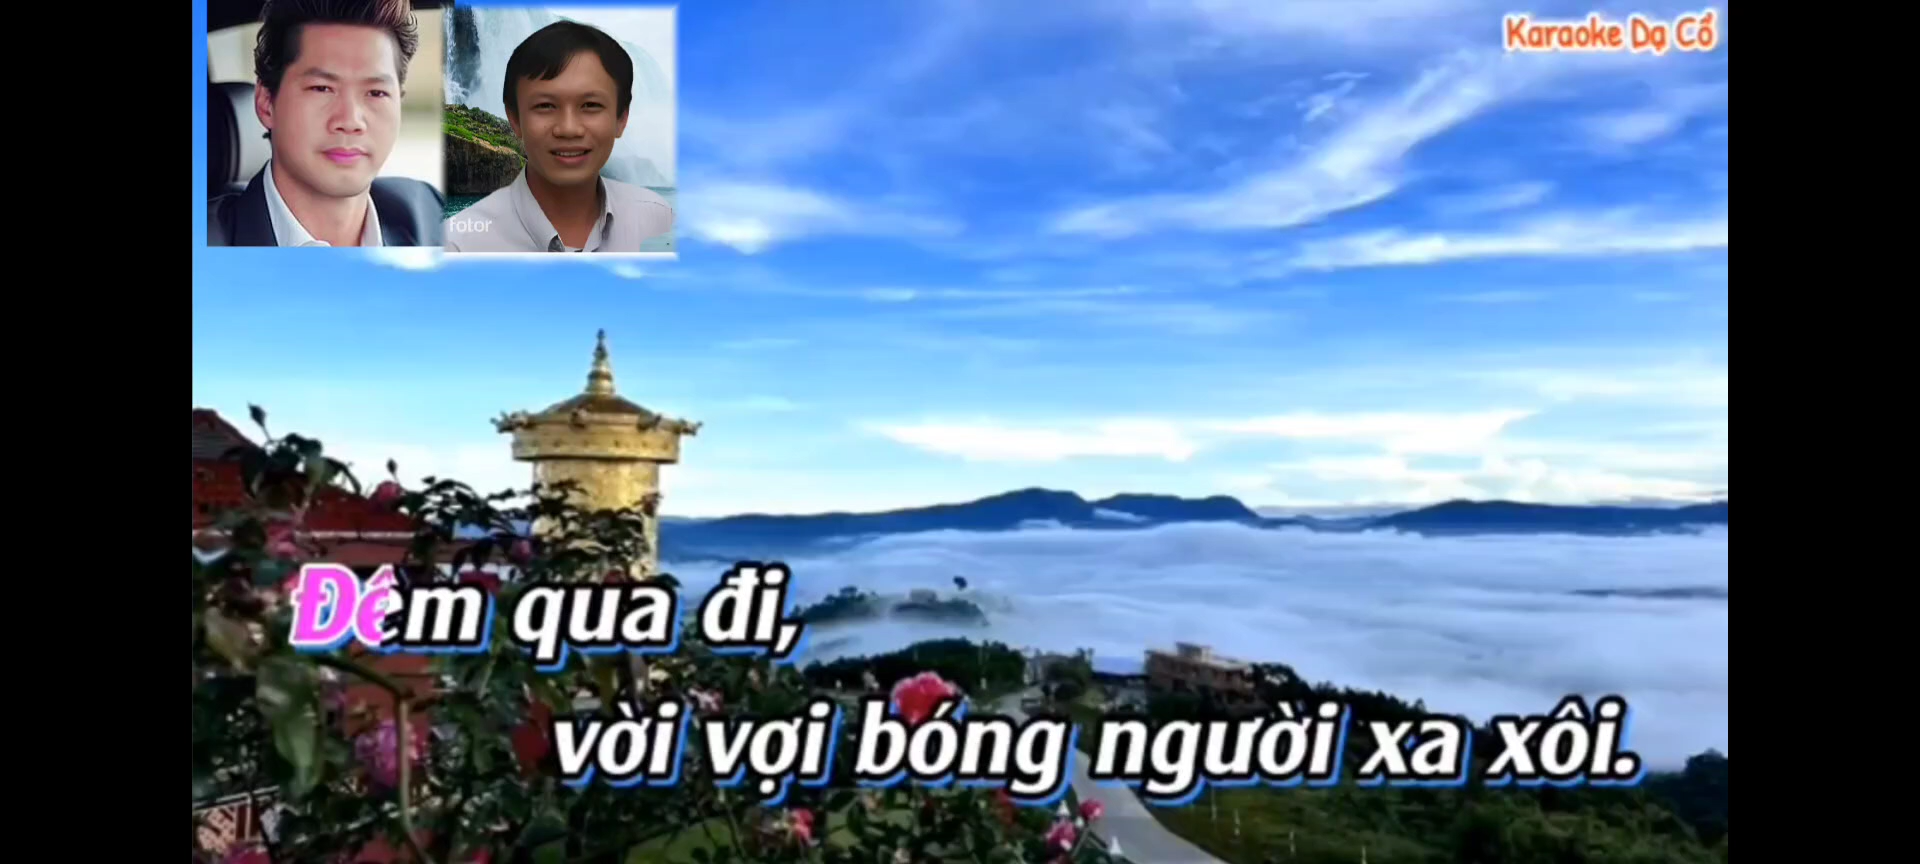 Karaoke Dạ Cổ
fotor
Đêm qua đi,
vời vợi bóng người xa xôi.